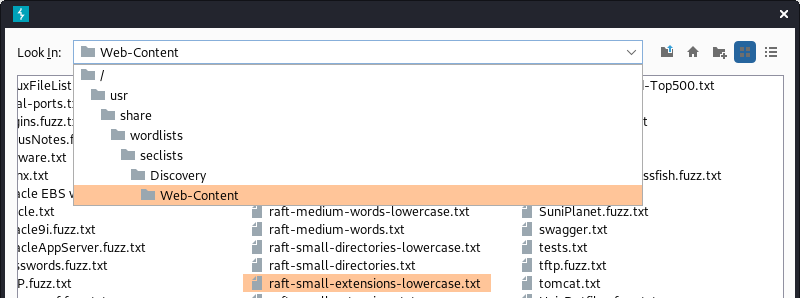 Look In:
Web-Content
/
usr
share
wordlists
seclists
Discovery
Web-Content
uxFileList
d-Top500.txt
al-ports.t
gins.fuzz.t
usNotes.f
ware.txt
nx.txt
ssfish.fuzz.txt
acle EBS
acle.txt
raft-medium-words-lowercase.txt
SunPlanet.fuzz.txt
acle9i.fuzz.txt
raft-medium-words.txt
swagger.txt
acleAppServer.fuzz.txt
raft-small-directories-lowercase.txt
tests.txt
sswords.fuzz.txt
raft-small-directories.txt
tftp.fuzz.txt
P.fuzz.txt
raft-small-extensions-lowercase.txt
tomcat.txt